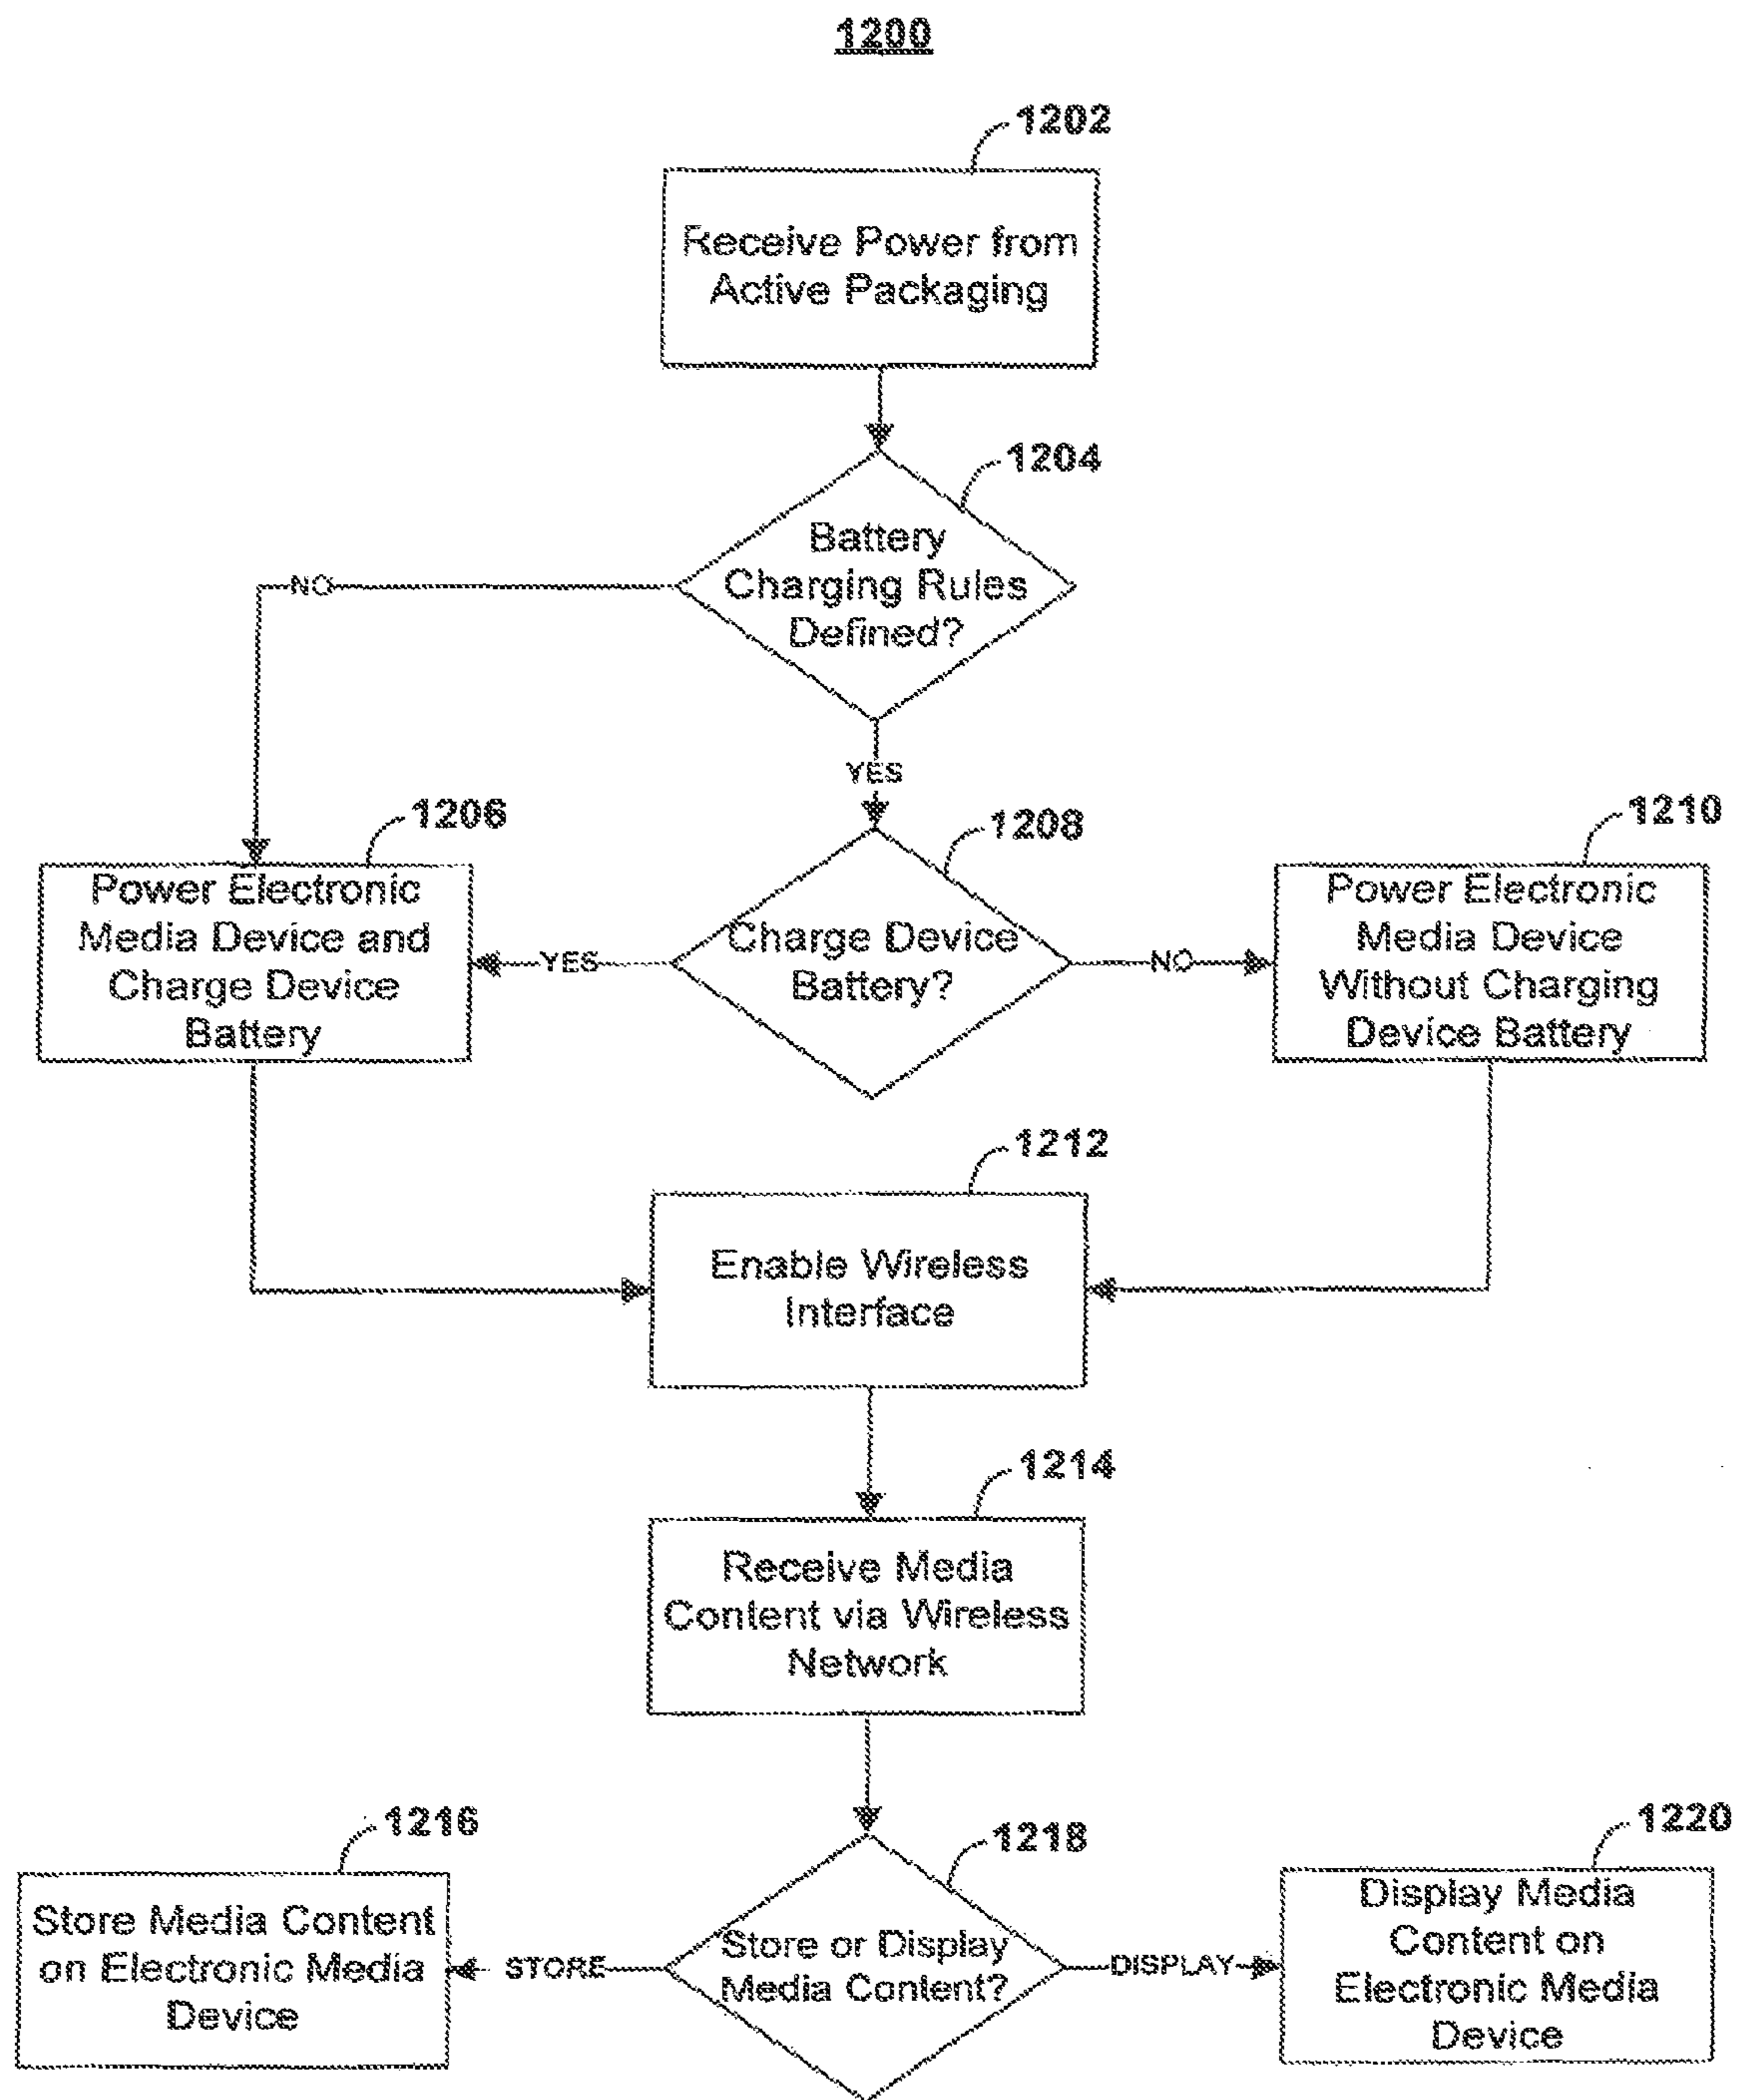 1200
1202
Receive Power from
Active Packaging
1204
Battery
Charging Rules
Defined?
NO
YES
1206
Power Electronic
Media Device and
Charge Device
Battery
1208
Charge Device
Battery?
YES
NO
1210
Power Electronic
Media Device
Without Charging
Device Battery
1212
Enable Wireless
Interface
1214
Receive Media
Content via Wireless
Network
1216
Store Media Content
on Electronic Media
Device
1218
Store or Display
Media Content?
STORE
DISPLAY
1220
Display Media
Content on
Electronic Media
Device